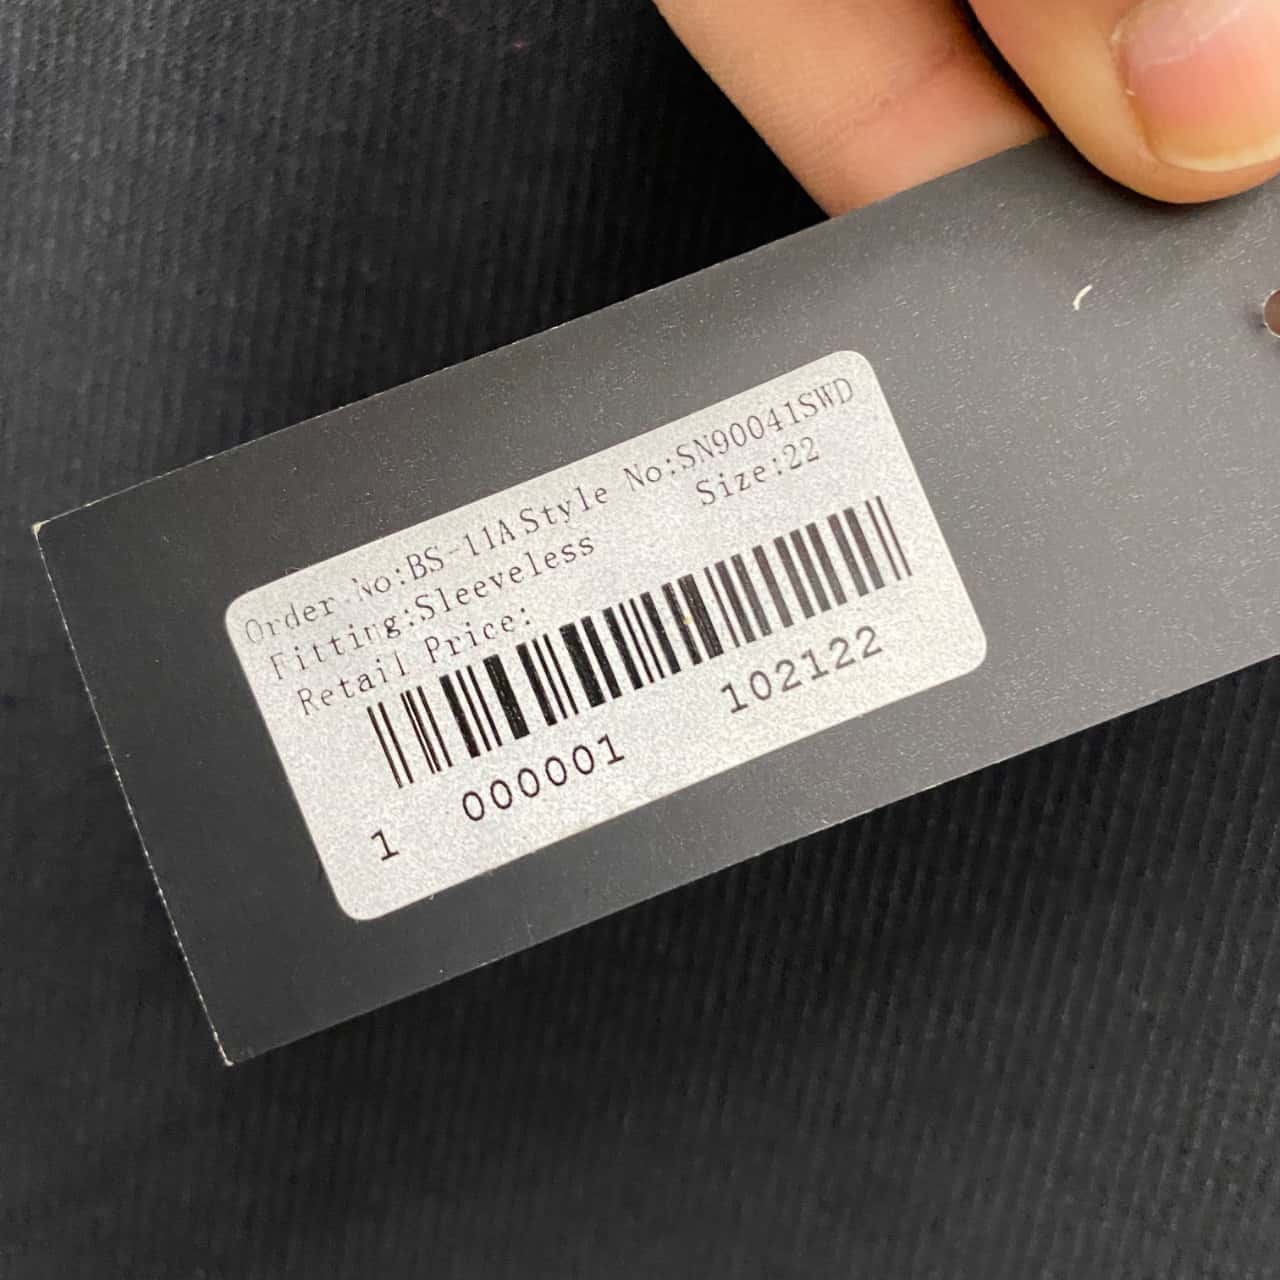 Order No:BS-11A Style No:SN90041SWD
Fitting:Sleeveless Size:22
Retail Price:
1 000001 102122